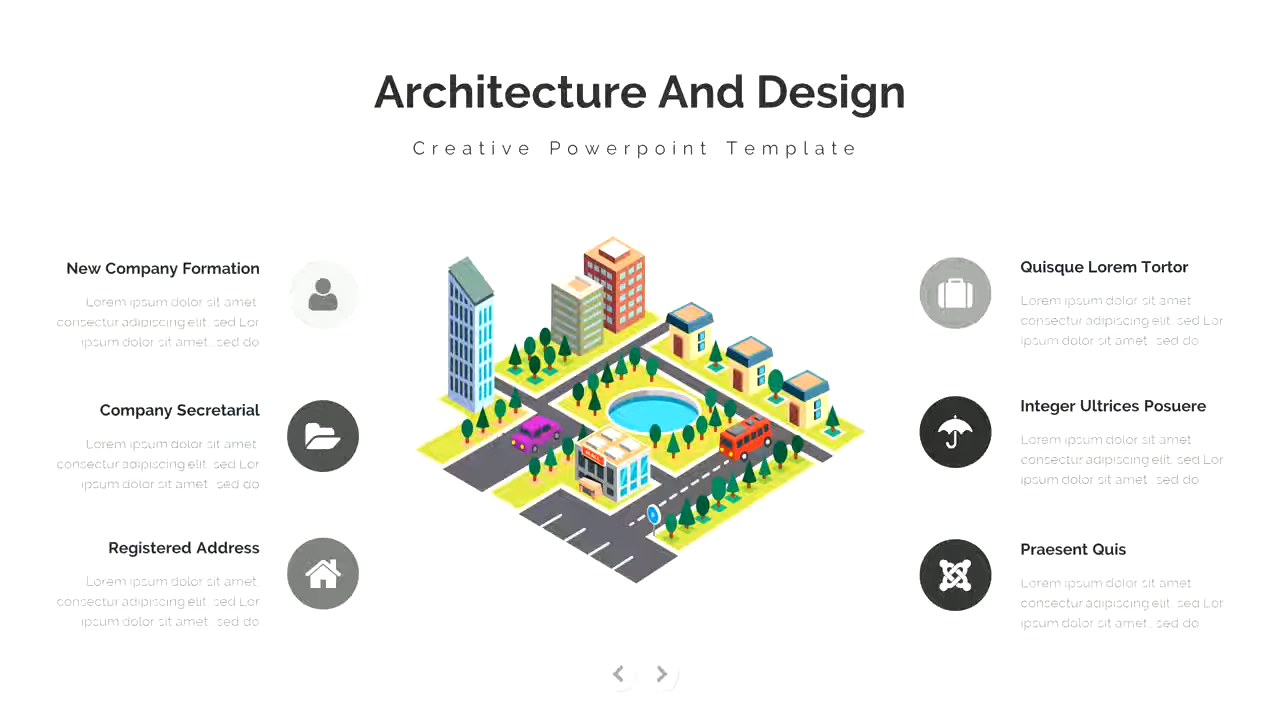 Architecture And Design
Creative Powerpoint Template
New Company Formation
Lorem ipsum dolor sit amet,
consectur adipiscing elit, sed Lor
ipsum dolor sit amet , sed do
Company Secretarial
Lorem ipsum dolor sit amet,
consectur adipiscing elit, sed Lor
ipsum dolor sit amet , sed do
Registered Address
Lorem ipsum dolor sit amet,
consectur adipiscing elit, sed Lor
ipsum dolor sit amet , sed do
MALL
Quisque Lorem Tortor
Lorem ipsum dolor sit amet
consectur adipiscing elit, sed Lor
ipsum dolor sit amet , sed do
Integer Ultrices Posuere
Lorem ipsum dolor sit amet
consectur adipiscing elit, sed Lor
ipsum dolor sit amet , sed do
Praesent Quis
Lorem ipsum dolor sit amet
consectur adipiscing elit, sed Lor
ipsum dolor sit amet , sed do